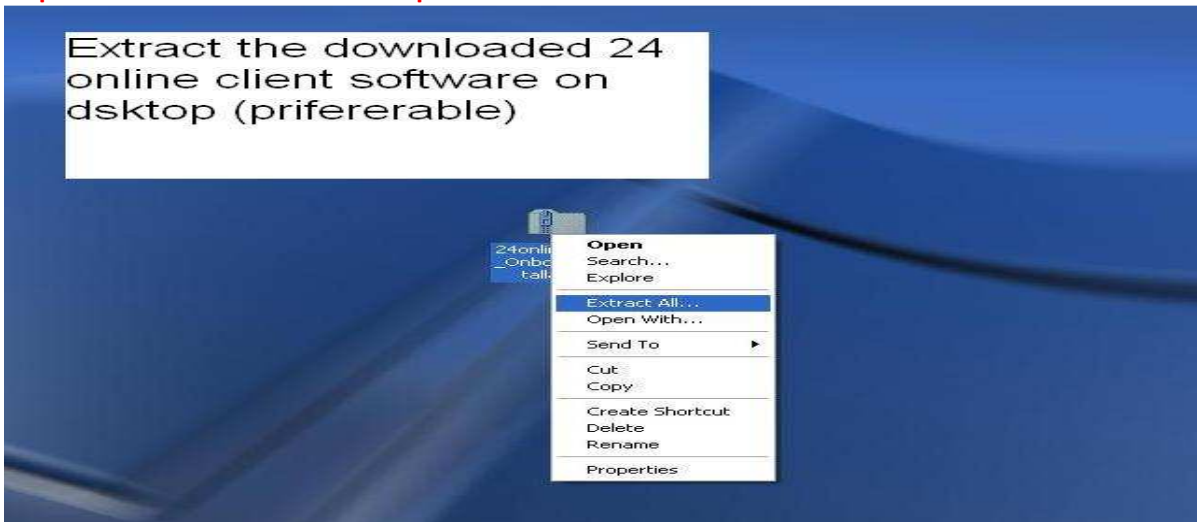 Extract the downloaded 24
online client software on
dsktop (prifererable)
Open
Search...
Explore
Extract All...
Open With...
Send To
Cut
Copy
Create Shortcut
Delete
Rename
Properties